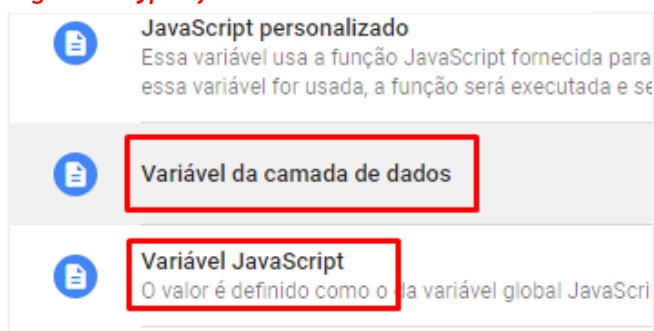 JavaScript personalizado
Essa variável usa a função JavaScript fornecida para
essa variável for usada, a função será executada e se
Variável da camada de dados
Variável JavaScript
O valor é definido como o da variável global JavaScri